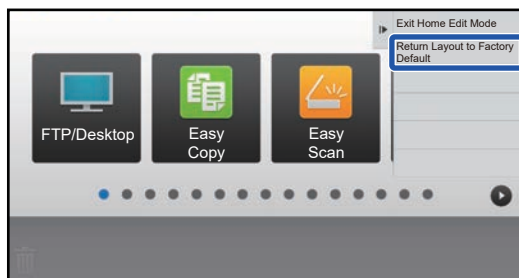 Exit Home Edit Mode
Return Layout to Factory
Default
FTP/Desktop
Easy
Copy
Easy
Scan